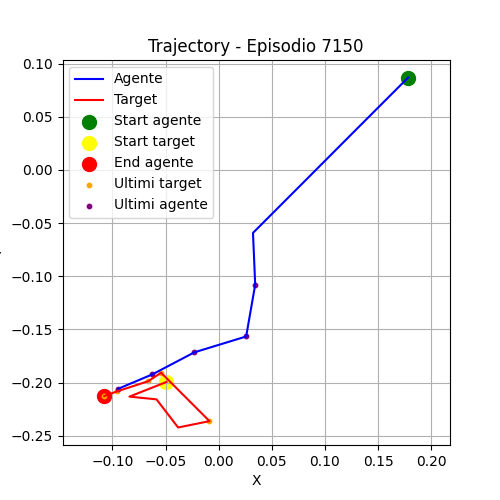 Trajectory - Episodio 7150
Agente
Target
Start agente
Start target
End agente
Ultimi target
Ultimi agente
0.10
0.05
0.00
−0.05
−0.10
−0.15
−0.20
−0.25
−0.10
−0.05
0.00
0.05
0.10
0.15
0.20
X